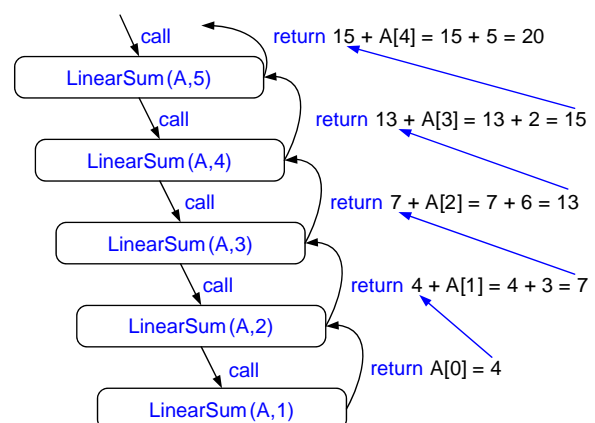 call
return 15 + A[4] = 15 + 5 = 20
LinearSum (A,5)
call
return 13 + A[3] = 13 + 2 = 15
LinearSum (A,4)
call
return 7 + A[2] = 7 + 6 = 13
LinearSum (A,3)
call
return 4 + A[1] = 4 + 3 = 7
LinearSum (A,2)
call
return A[0] = 4
LinearSum (A,1)